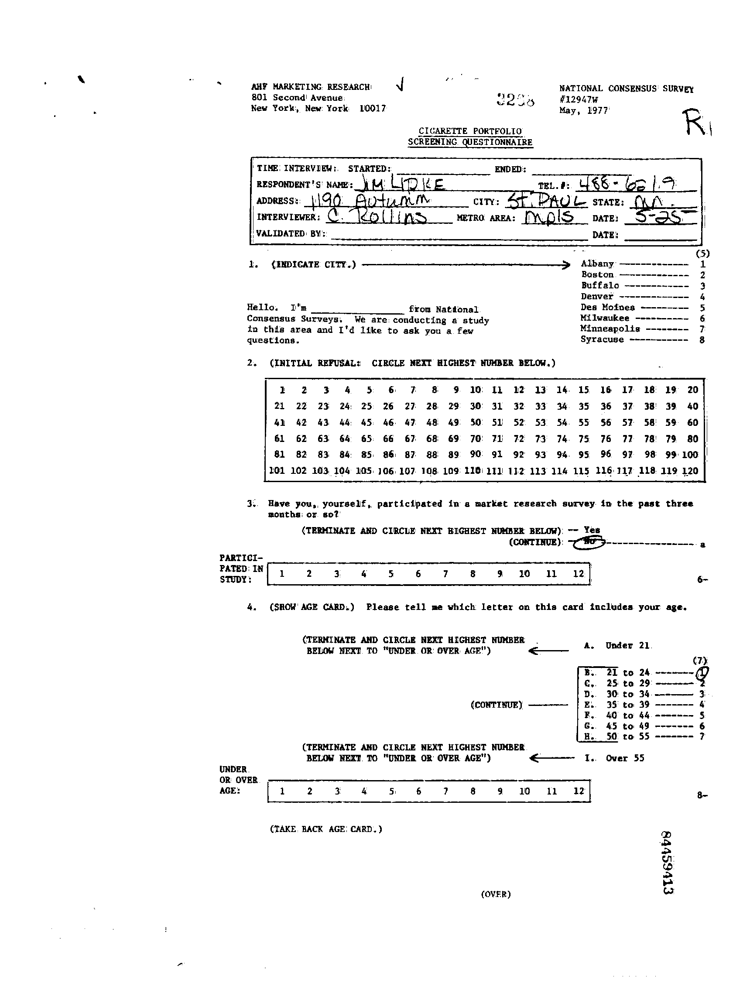 AHF MARKETING RESEARCH
801 Second Avenue
New York, New York 10017
NATIONAL CONSENSUS SURVEY
#12947W
May, 1977
CIGARETTE PORTFOLIO
SCREENING QUESTIONNAIRE
TIME INTERVIEW: STARTED: ENDED:
RESPONDENT'S NAME: JIM LIPKE TEL.#: 488-6219
ADDRESS: 1190 Autumn CITY: ST. PAUL STATE: MN.
INTERVIEWER: C. Rollins METRO AREA: Mpls DATE: 5-25
VALIDATED BY: DATE:
(5)
1. (INDICATE CITY.) Albany 1
Boston 2
Buffalo 3
Denver 4
Des Moines 5
Milwaukee 6
Minneapolis 7
Syracuse 8
Hello. I'm ________ from National
Consensus Surveys. We are conducting a study
in this area and I'd like to ask you a few
questions.
2. (INITIAL REFUSAL: CIRCLE NEXT HIGHEST NUMBER BELOW.)
1 2 3 4 5 6 7 8 9 10 11 12 13 14 15 16 17 18 19 20
21 22 23 24 25 26 27 28 29 30 31 32 33 34 35 36 37 38 39 40
41 42 43 44 45 46 47 48 49 50 51 52 53 54 55 56 57 58 59 60
61 62 63 64 65 66 67 68 69 70 71 72 73 74 75 76 77 78 79 80
81 82 83 84 85 86 87 88 89 90 91 92 93 94 95 96 97 98 99 100
101 102 103 104 105 106 107 108 109 110 111 112 113 114 115 116 117 118 119 120
3. Have you, yourself, participated in a market research survey in the past three
months or so?
(TERMINATE AND CIRCLE NEXT HIGHEST NUMBER BELOW) -- Yes
(CONTINUE) - No a
PARTICI-
PATED IN
STUDY: 1 2 3 4 5 6 7 8 9 10 11 12 6-
4. (SHOW AGE CARD.) Please tell me which letter on this card includes your age.
(TERMINATE AND CIRCLE NEXT HIGHEST NUMBER
BELOW NEXT TO "UNDER OR OVER AGE") A. Under 21
(7)
B. 21 to 24 1
C. 25 to 29 2
D. 30 to 34 3
(CONTINUE) E. 35 to 39 4
F. 40 to 44 5
G. 45 to 49 6
H. 50 to 55 7
(TERMINATE AND CIRCLE NEXT HIGHEST NUMBER
BELOW NEXT TO "UNDER OR OVER AGE") I. Over 55
UNDER
OR OVER
AGE: 1 2 3 4 5 6 7 8 9 10 11 12 8-
(TAKE BACK AGE CARD.)
84459413
(OVER)